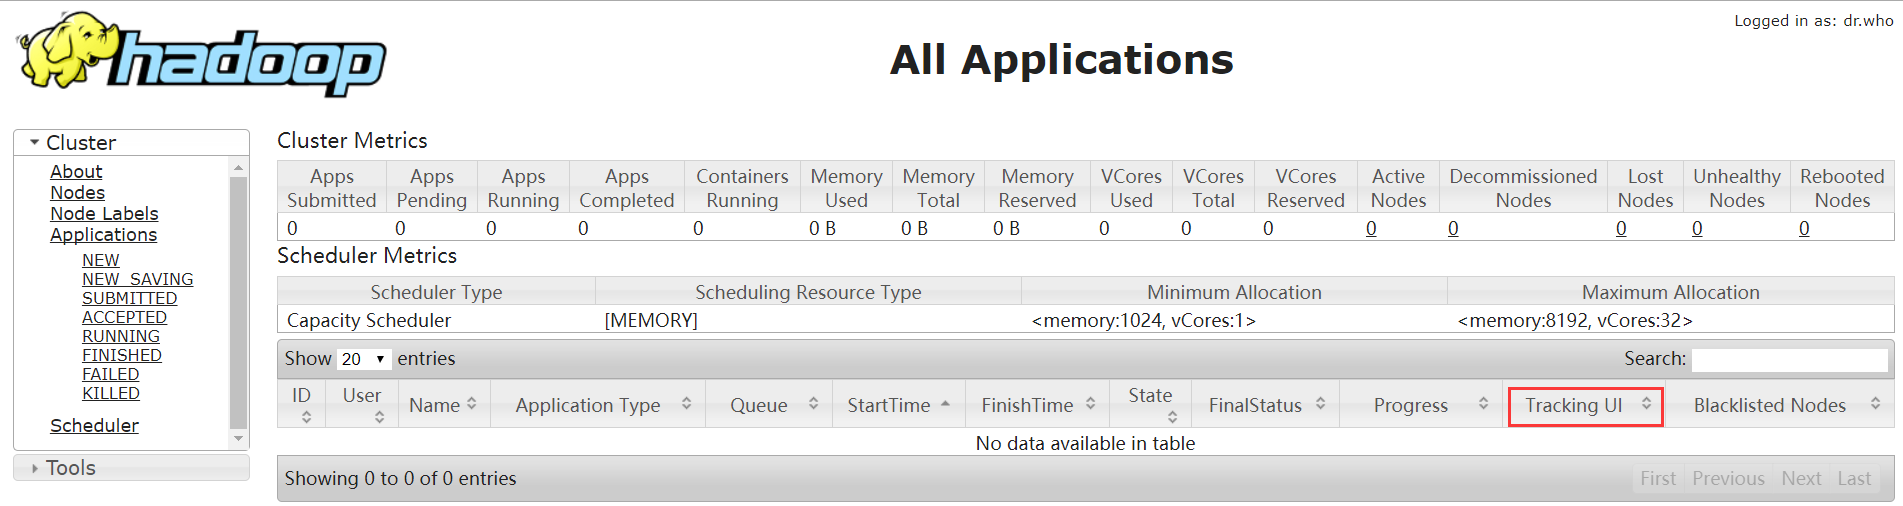 Logged in as: dr.who
hadoop
All Applications
Cluster
About
Nodes
Node Labels
Applications
NEW
NEW_SAVING
SUBMITTED
ACCEPTED
RUNNING
FINISHED
FAILED
KILLED
Scheduler
Tools
Cluster Metrics
Apps Submitted Apps Pending Apps Running Apps Completed Containers Running Memory Used Memory Total Memory Reserved VCores Used VCores Total VCores Reserved Active Nodes Decommissioned Nodes Lost Nodes Unhealthy Nodes Rebooted Nodes
0 0 0 0 0 0 B 0 B 0 B 0 0 0 0 0 0 0 0
Scheduler Metrics
Scheduler Type Scheduling Resource Type Minimum Allocation Maximum Allocation
Capacity Scheduler [MEMORY] <memory:1024, vCores:1> <memory:8192, vCores:32>
Show 20 entries Search:
ID User Name Application Type Queue StartTime FinishTime State FinalStatus Progress Tracking UI Blacklisted Nodes
No data available in table
Showing 0 to 0 of 0 entries First Previous Next Last